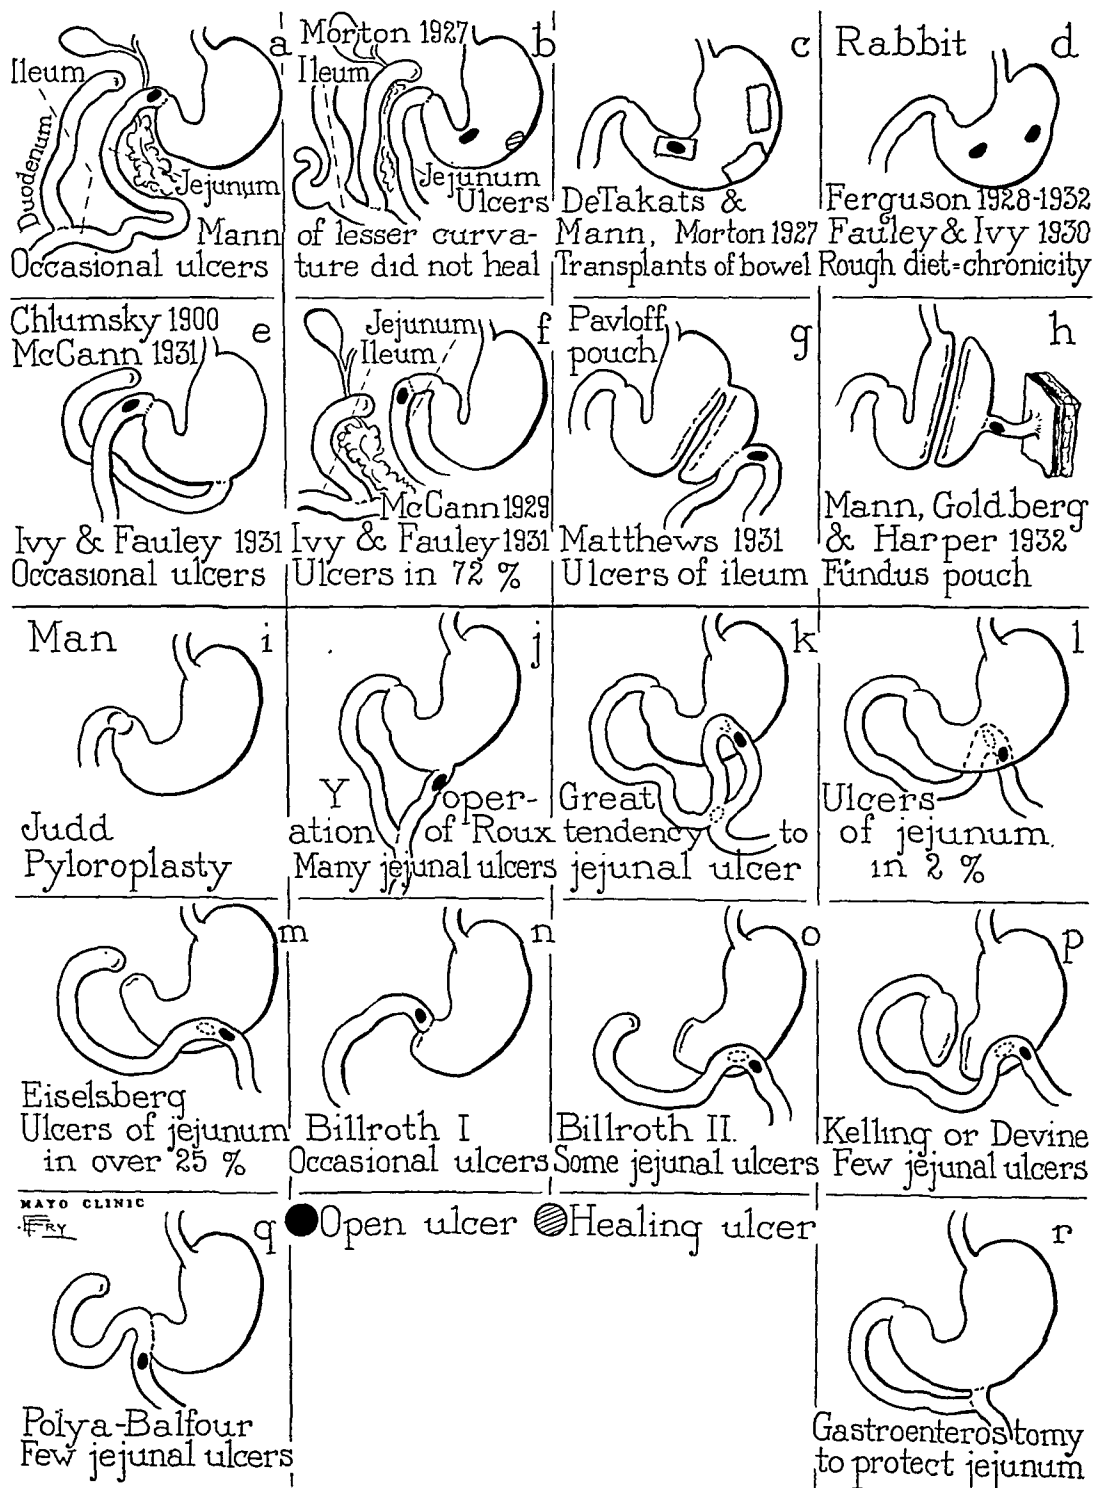 a
Ileum
Duodenum
Jejunum
Mann
Occasional ulcers
Morton 1927
b
Ileum
Jejunum
Ulcers
of lesser curva-
ture did not heal
c
DeTakats &
Mann, Morton 1927
Transplants of bowel
Rabbit
d
Ferguson 1928-1932
Fauley & Ivy 1930
Rough diet=chronicity
Chlumsky 1900
McCann 1931
e
Ivy & Fauley 1931
Occasional ulcers
Jejunum
f
Ileum
McCann 1929
Ivy & Fauley 1931
Ulcers in 72 %
Pavloff
pouch
g
Matthews 1931
Ulcers of ileum
h
Mann, Goldberg
& Harper 1932
Fundus pouch
Man
i
Judd
Pyloroplasty
j
Y oper-
ation of Roux
Many jejunal ulcers
k
Great
tendency to
jejunal ulcer
l
Ulcers
of jejunum
in 2 %
m
Eiselsberg
Ulcers of jejunum
in over 25 %
n
Billroth I
Occasional ulcers
o
Billroth II.
Some jejunal ulcers
p
Kelling or Devine
Few jejunal ulcers
MAYO CLINIC
FRY
q
Polya-Balfour
Few jejunal ulcers
Open ulcer
Healing ulcer
r
Gastroenterostomy
to protect jejunum